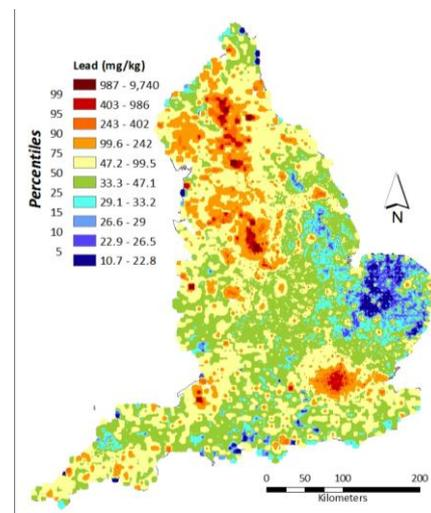 Lead (mg/kg)
987 - 9,740
403 - 986
243 - 402
99.6 - 242
47.2 - 99.5
33.3 - 47.1
29.1 - 33.2
26.6 - 29
22.9 - 26.5
10.7 - 22.8
Percentiles
99
95
90
75
50
25
15
10
5
N
0 50 100 200
Kilometers